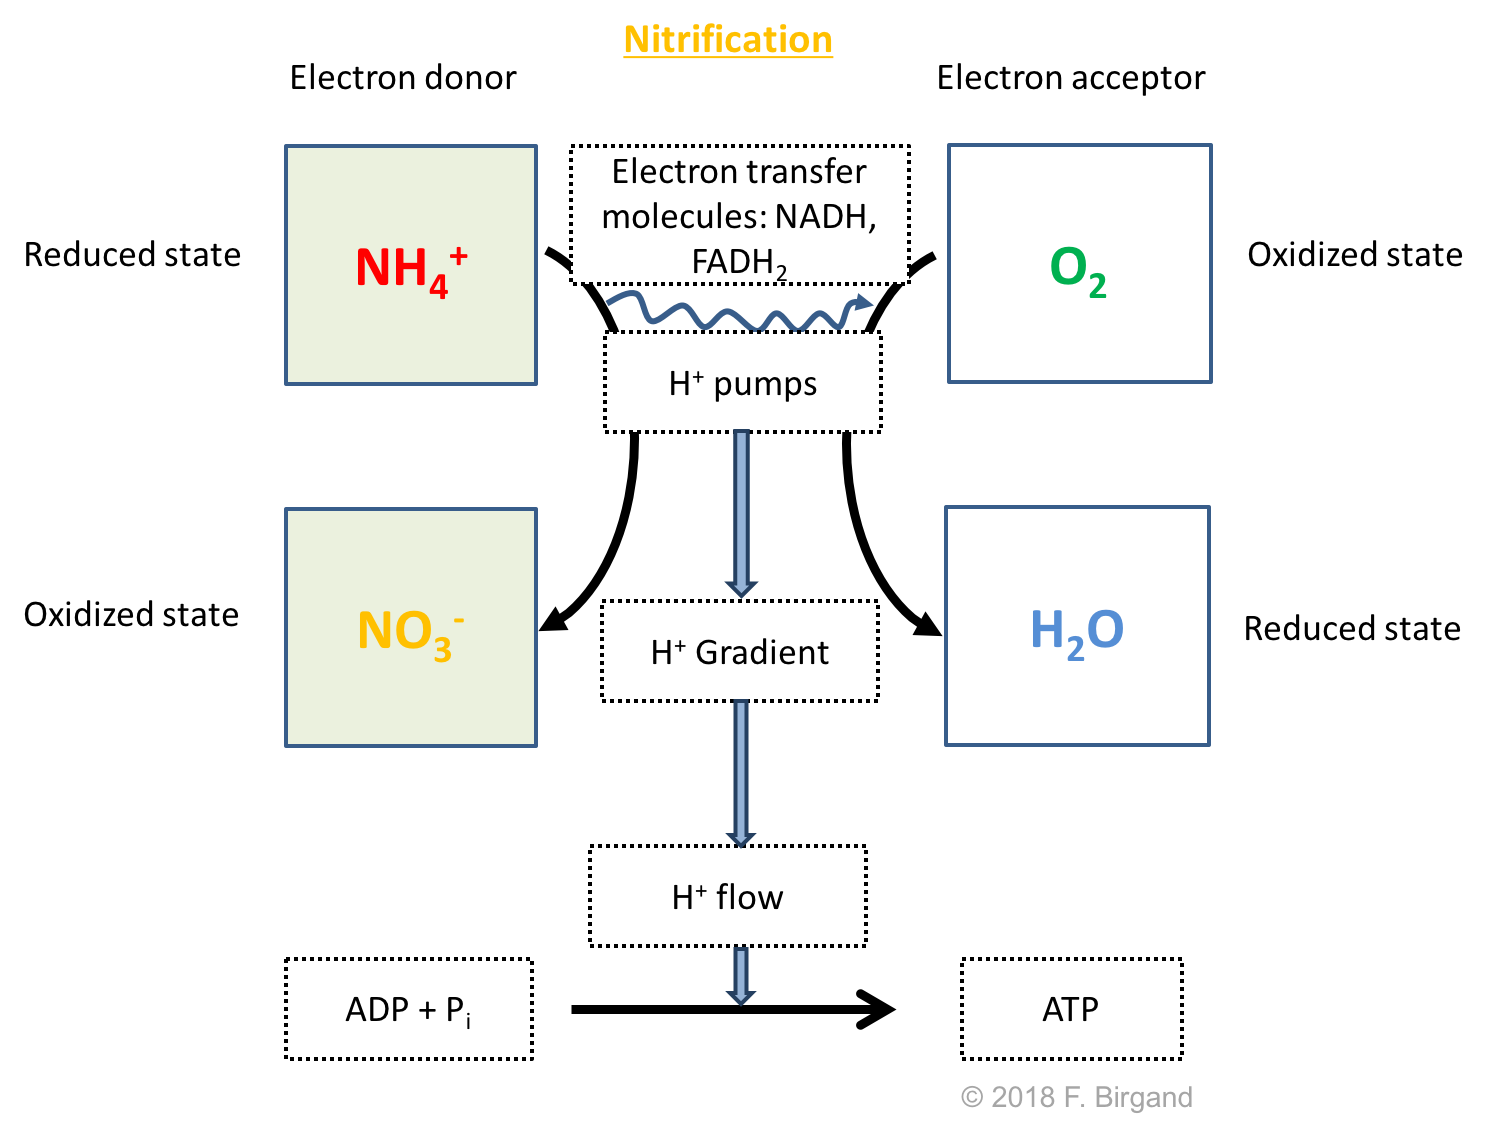 Nitrification
Electron donor
Electron acceptor
Electron transfer
molecules: NADH,
FADH₂
Reduced state
NH₄⁺
O₂
Oxidized state
H⁺ pumps
Oxidized state
NO₃⁻
H⁺ Gradient
H₂O
Reduced state
H⁺ flow
ADP + Pᵢ
ATP
© 2018 F. Birgand